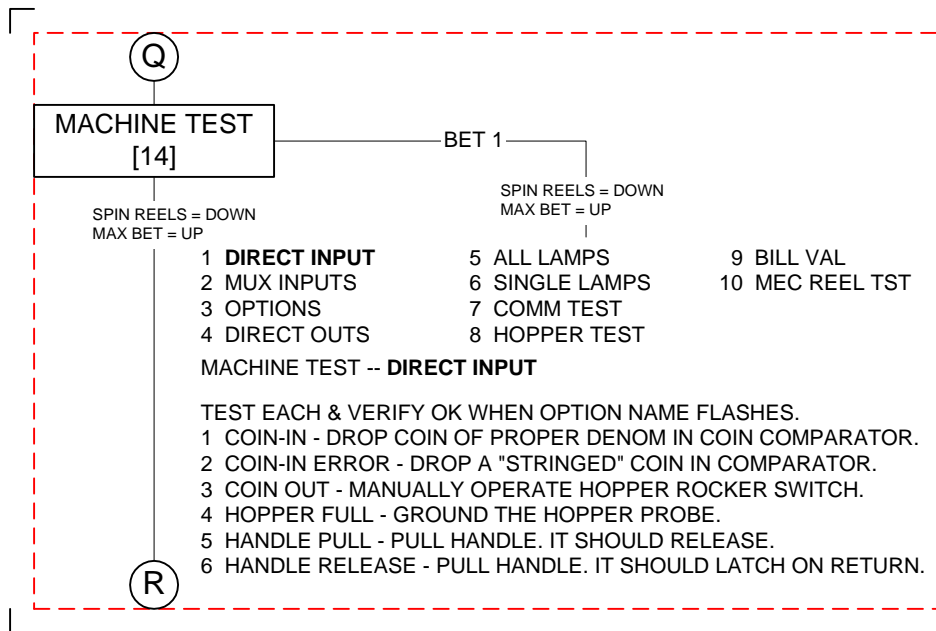 Q
MACHINE TEST
[14]
BET 1
SPIN REELS = DOWN
MAX BET = UP
SPIN REELS = DOWN
MAX BET = UP
1 DIRECT INPUT
2 MUX INPUTS
3 OPTIONS
4 DIRECT OUTS
5 ALL LAMPS
6 SINGLE LAMPS
7 COMM TEST
8 HOPPER TEST
9 BILL VAL
10 MEC REEL TST
MACHINE TEST -- DIRECT INPUT
TEST EACH & VERIFY OK WHEN OPTION NAME FLASHES.
1 COIN-IN - DROP COIN OF PROPER DENOM IN COIN COMPARATOR.
2 COIN-IN ERROR - DROP A "STRINGED" COIN IN COMPARATOR.
3 COIN OUT - MANUALLY OPERATE HOPPER ROCKER SWITCH.
4 HOPPER FULL - GROUND THE HOPPER PROBE.
5 HANDLE PULL - PULL HANDLE. IT SHOULD RELEASE.
6 HANDLE RELEASE - PULL HANDLE. IT SHOULD LATCH ON RETURN.
R